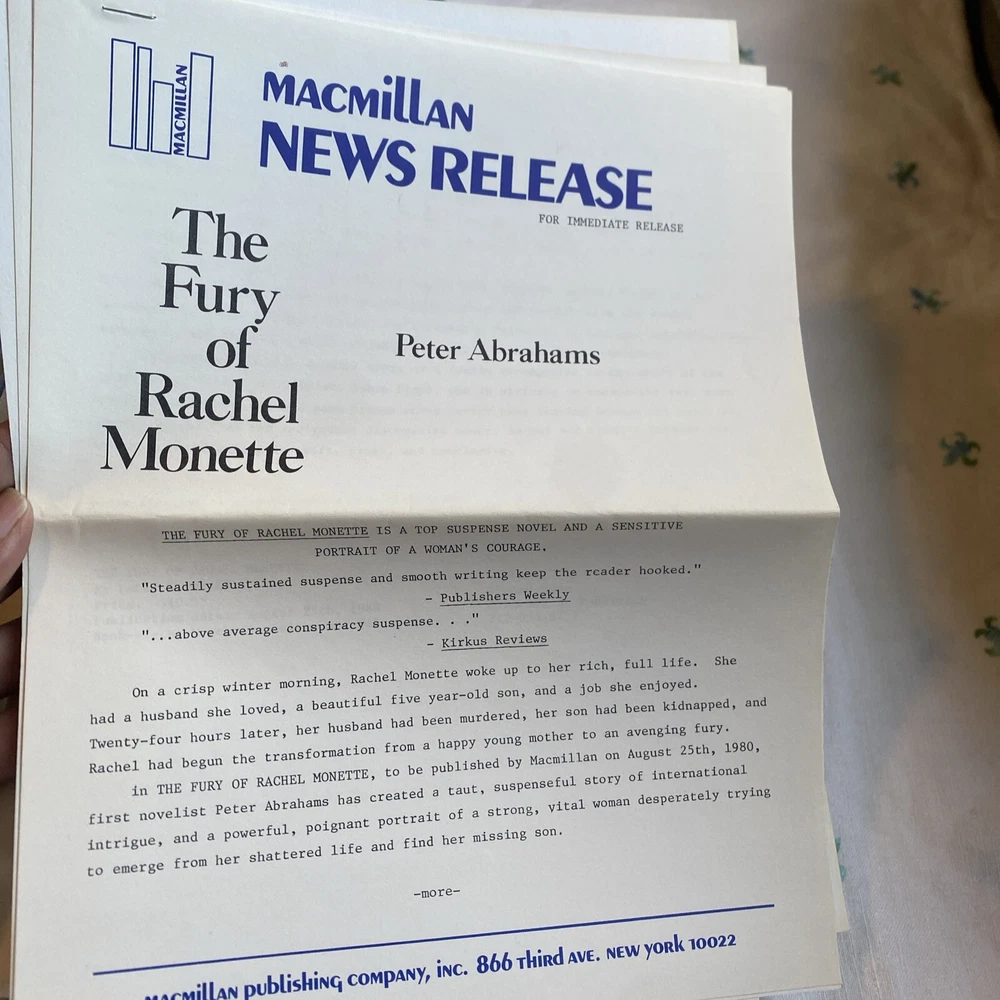 MACMILLAN
MACMillAN
NEWS RELEASE
FOR IMMEDIATE RELEASE
The
Fury
of
Rachel
Monette
Peter Abrahams
THE FURY OF RACHEL MONETTE IS A TOP SUSPENSE NOVEL AND A SENSITIVE
PORTRAIT OF A WOMAN'S COURAGE.
"Steadily sustained suspense and smooth writing keep the reader hooked."
- Publishers Weekly
"...above average conspiracy suspense. . ."
- Kirkus Reviews
On a crisp winter morning, Rachel Monette woke up to her rich, full life. She
had a husband she loved, a beautiful five year-old son, and a job she enjoyed.
Twenty-four hours later, her husband had been murdered, her son had been kidnapped, and
Rachel had begun the transformation from a happy young mother to an avenging fury.
in THE FURY OF RACHEL MONETTE, to be published by Macmillan on August 25th, 1980,
first novelist Peter Abrahams has created a taut, suspenseful story of international
intrigue, and a powerful, poignant portrait of a strong, vital woman desperately trying
to emerge from her shattered life and find her missing son.
-more-
MACMillAN publishing COMPANY, iNC. 866 Third AVE. NEW york 10022